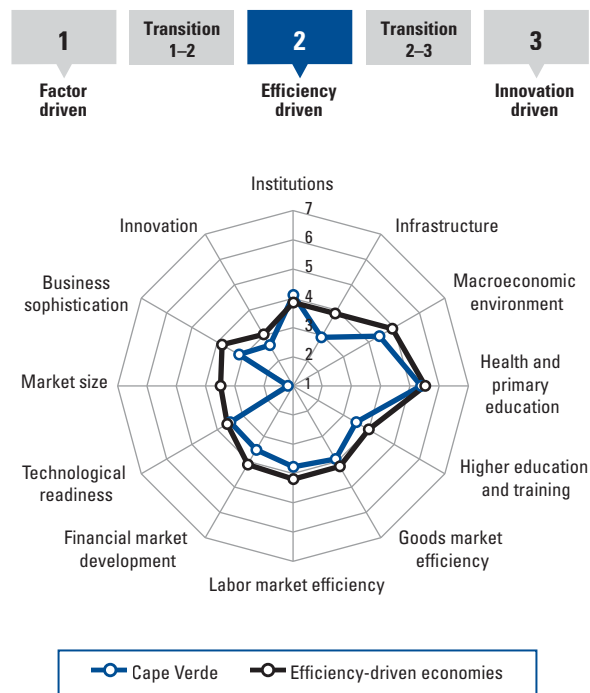 1
Transition
1–2
2
Transition
2–3
3
Factor
driven
Efficiency
driven
Innovation
driven
Institutions
7
Innovation
6
Infrastructure
5
Business
sophistication
Macroeconomic
environment
4
3
2
Market size
1
Health and
primary
education
Technological
readiness
Higher education
and training
Financial market
development
Goods market
efficiency
Labor market efficiency
Cape Verde
Efficiency-driven economies